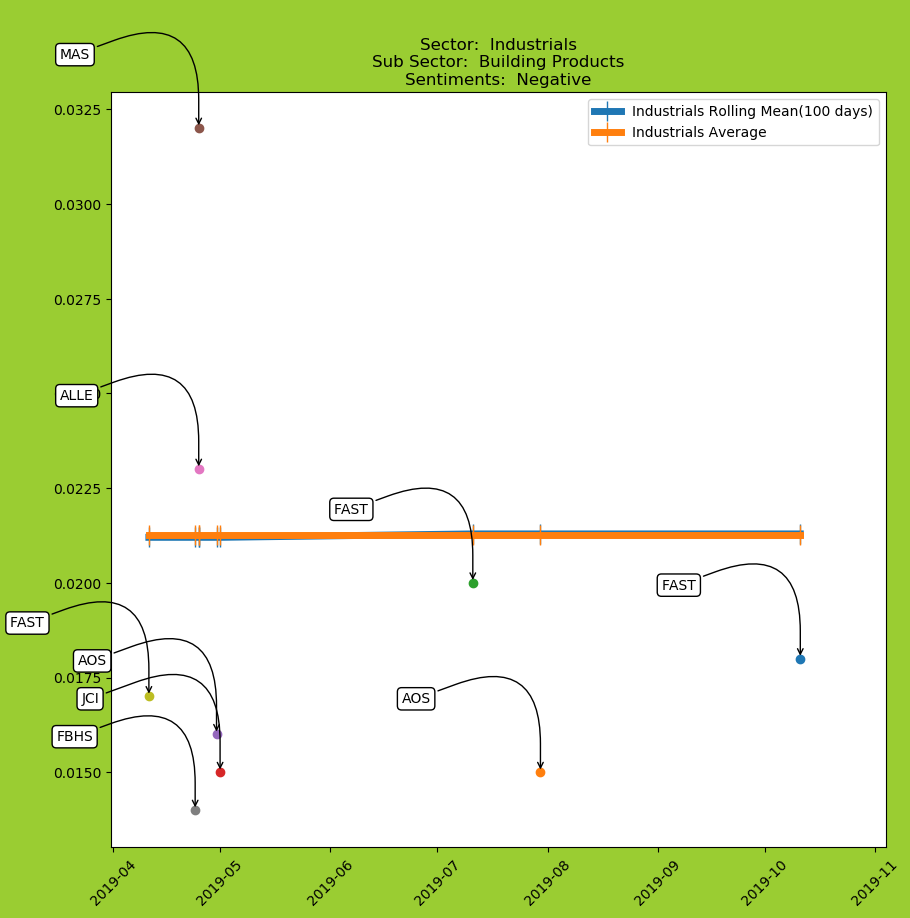 MAS
Sector:  Industrials
Sub Sector:  Building Products
Sentiments:  Negative
0.0325
Industrials Rolling Mean(100 days)
Industrials Average
0.0300
0.0275
ALLE
0.0225
FAST
0.0200
FAST
FAST
AOS
0.0175
JCI
AOS
FBHS
0.0150
2019-04
2019-05
2019-06
2019-07
2019-08
2019-09
2019-10
2019-11